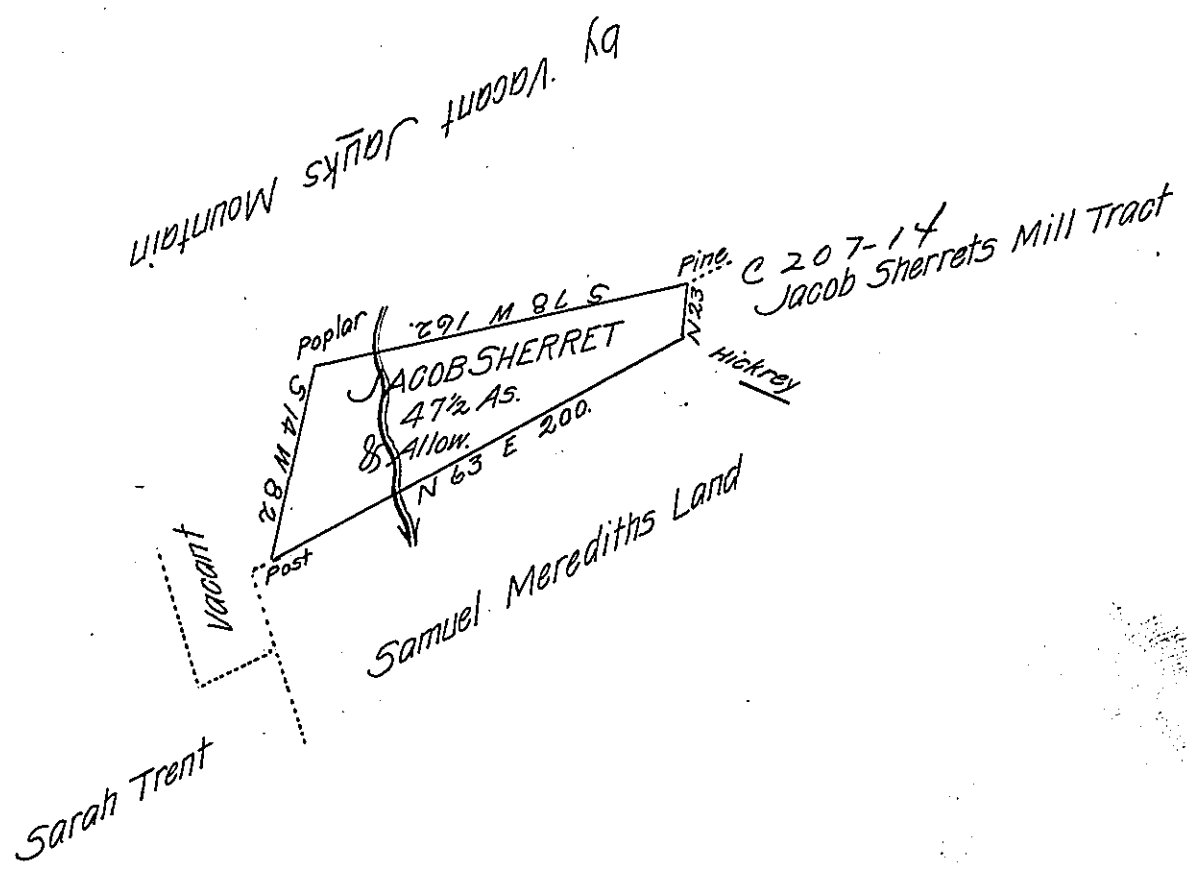 by Vacant Jauks Mountain
C 207-14
Jacob Sherrets Mill Tract
Pine.
S 78 W 162.
N 23
Poplar
JACOB SHERRET
47½ As.
& Allow.
Hickrey
S 14 W 82
N 63 E 200.
Post
Vacant
Samuel Merediths Land
Sarah Trent